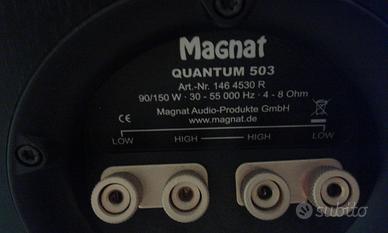 Magnat
QUANTUM 503
Art.-Nr. 146 4530 R
90/150 W · 30 - 55 000 Hz · 4 - 8 Ohm
Magnat Audio-Produkte GmbH
www.magnat.de
CE
LOW HIGH HIGH LOW
subito